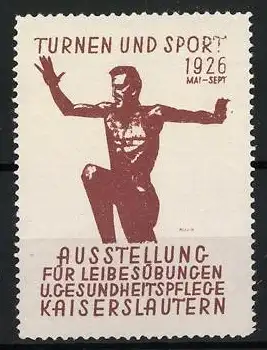 TURNEN UND SPORT
1926
MAI-SEPT
AUSSTELLUNG
FÜR LEIBESÜBUNGEN
U. GESUNDHEITSPFLEGE
KAISERSLAUTERN